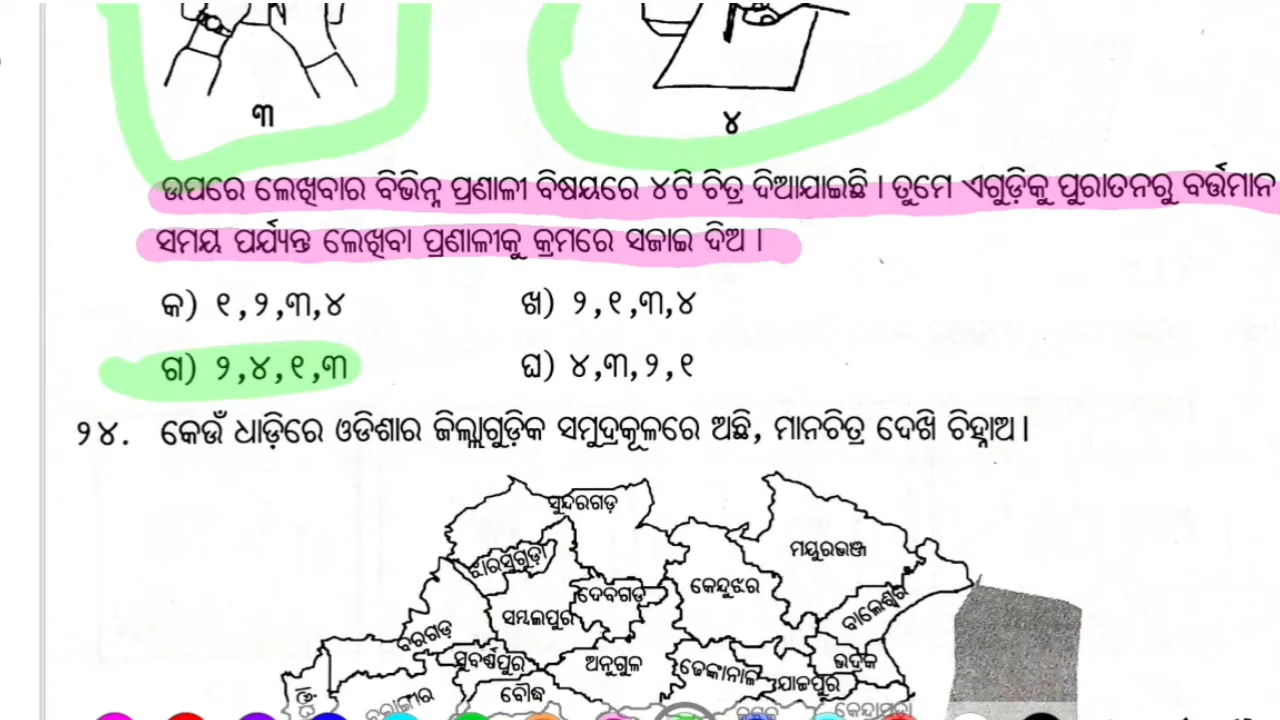 ୩
୪
ଉପରେ ଲେଖିବାର ବିଭିନ୍ନ ପ୍ରଣାଳୀ ବିଷୟରେ ୪ଟି ଚିତ୍ର ଦିଆଯାଇଛି । ତୁମେ ଏଗୁଡ଼ିକୁ ପୁରାତନରୁ ବର୍ତ୍ତମାନ
ସମୟ ପର୍ଯ୍ୟନ୍ତ ଲେଖିବା ପ୍ରଣାଳୀକୁ କ୍ରମରେ ସଜାଇ ଦିଅ ।
କ) ୧,୨,୩,୪
ଖ) ୨,୧,୩,୪
ଗ) ୨,୪,୧,୩
ଘ) ୪,୩,୨,୧
୨୪. କେଉଁ ଧାଡ଼ିରେ ଓଡିଶାର ଜିଲ୍ଲାଗୁଡ଼ିକ ସମୁଦ୍ରକୂଳରେ ଅଛି, ମାନଚିତ୍ର ଦେଖି ଚିହ୍ନାଅ।
ସୁନ୍ଦରଗଡ଼
ମୟୁରଭଞ୍ଜ
ଝାରସୁଗୁଡ଼ା
କେନ୍ଦୁଝର
ଦେବଗଡ
ବାଲେଶ୍ୱର
ସମ୍ବଲପୁର
ବରଗଡ଼
ସୁବର୍ଣ୍ଣପୁର
ଅନୁଗୁଳ
ଢେଙ୍କାନାଳ
ଭଦ୍ରକ
ଯାଜପୁର
ବୌଦ୍ଧ